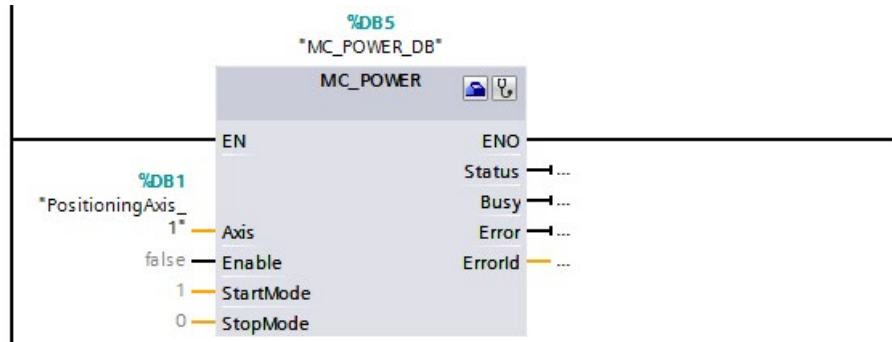 %DB5
"MC_POWER_DB"
MC_POWER
EN
ENO
Status ...
%DB1
Busy ...
"PositioningAxis_
1"
Axis
Error ...
false
Enable
ErrorId ...
1
StartMode
0
StopMode